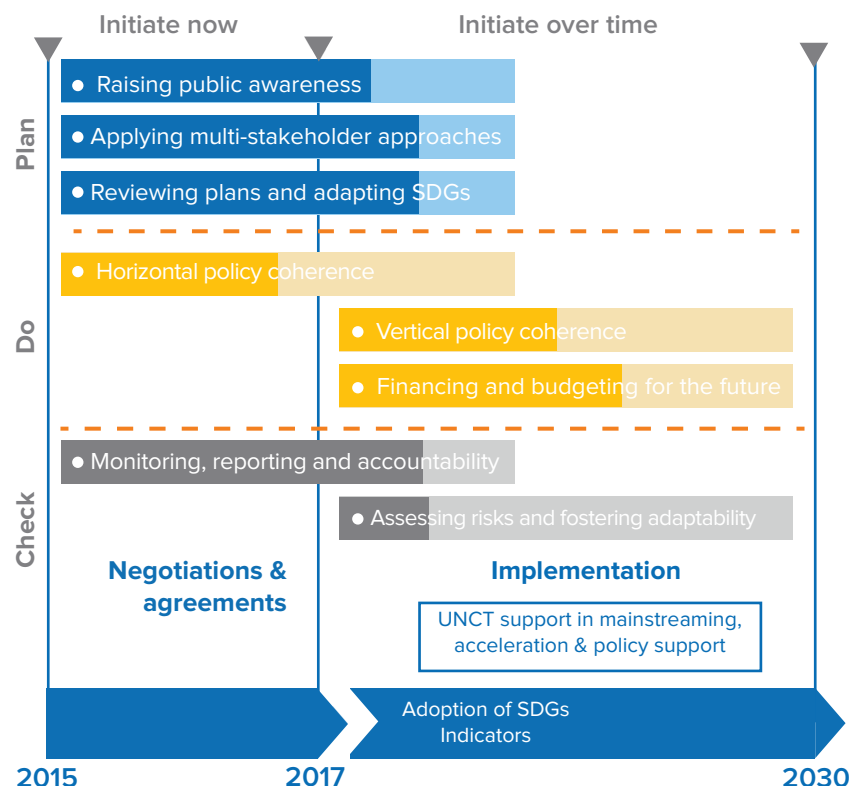 Initiate now
Initiate over time
Plan
Raising public awareness
Applying multi-stakeholder approaches
Reviewing plans and adapting SDGs
Do
Horizontal policy coherence
Vertical policy coherence
Financing and budgeting for the future
Check
Monitoring, reporting and accountability
Assessing risks and fostering adaptability
Negotiations &
agreements
Implementation
UNCT support in mainstreaming,
acceleration & policy support
Adoption of SDGs
Indicators
2015
2017
2030